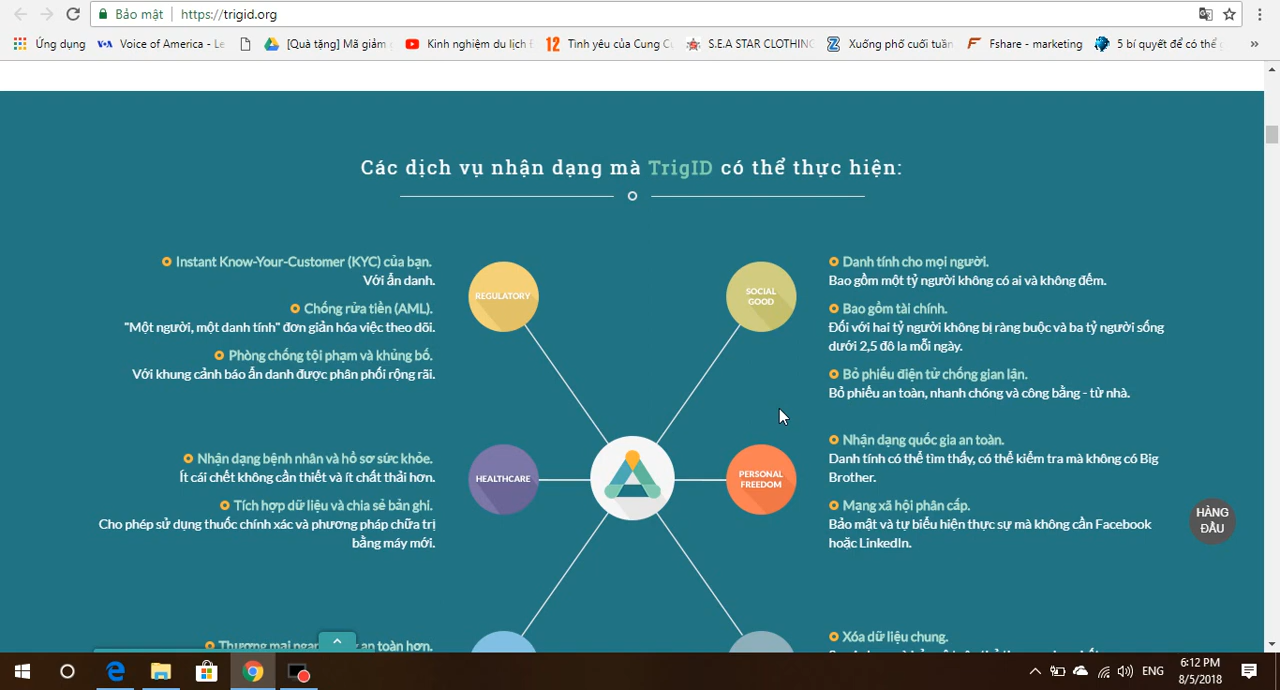 Bảo mật
https://trigid.org
Ứng dụng
Voice of America - Le
[Quà tặng] Mã giảm
Kinh nghiệm du lịch
12 Tình yêu của Cung C
S.E.A STAR CLOTHING
Xuống phố cuối tuần
Fshare - marketing
5 bí quyết để có thể
Các dịch vụ nhận dạng mà TrigID có thể thực hiện:
Instant Know-Your-Customer (KYC) của bạn.
Với ẩn danh.
Chống rửa tiền (AML).
"Một người, một danh tính" đơn giản hóa việc theo dõi.
Phòng chống tội phạm và khủng bố.
Với khung cảnh báo ẩn danh được phân phối rộng rãi.
REGULATORY
SOCIAL
GOOD
Danh tính cho mọi người.
Bao gồm một tỷ người không có ai và không đếm.
Bao gồm tài chính.
Đối với hai tỷ người không bị ràng buộc và ba tỷ người sống
dưới 2,5 đô la mỗi ngày.
Bỏ phiếu điện tử chống gian lận.
Bỏ phiếu an toàn, nhanh chóng và công bằng - từ nhà.
Nhận dạng bệnh nhân và hồ sơ sức khỏe.
Ít cái chết không cần thiết và ít chất thải hơn.
Tích hợp dữ liệu và chia sẻ bản ghi.
Cho phép sử dụng thuốc chính xác và phương pháp chữa trị
bằng máy mới.
HEALTHCARE
PERSONAL
FREEDOM
Nhận dạng quốc gia an toàn.
Danh tính có thể tìm thấy, có thể kiểm tra mà không có Big
Brother.
Mạng xã hội phân cấp.
Bảo mật và tự biểu hiện thực sự mà không cần Facebook
hoặc LinkedIn.
HÀNG
ĐẦU
an toàn hơn.
Xóa dữ liệu chung.
ENG
6:12 PM
8/5/2018